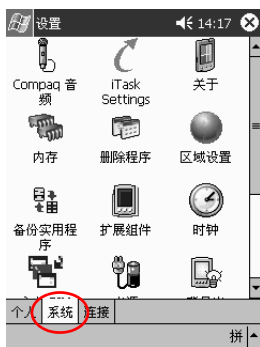 设置 14:17
Compaq 音频
iTask Settings
关于
内存
删除程序
区域设置
备份实用程序
扩展组件
时钟
个人 系统 连接
拼